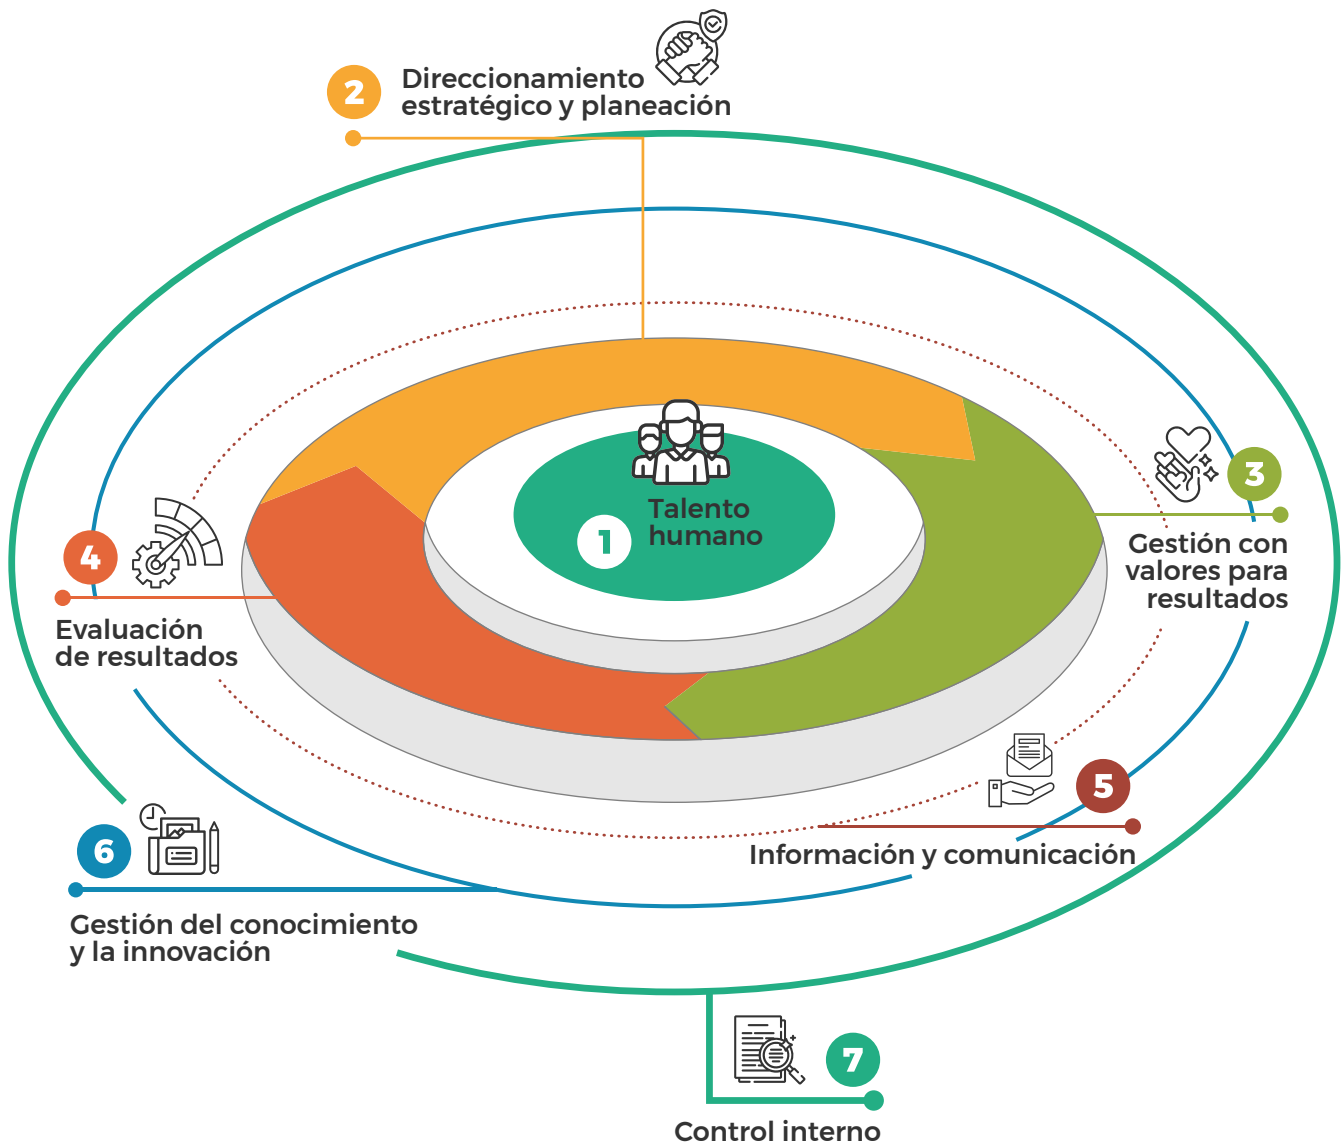 2
Direccionamiento
estratégico y planeación
1
Talento
humano
3
Gestión con
valores para
resultados
4
Evaluación
de resultados
5
Información y comunicación
6
Gestión del conocimiento
y la innovación
7
Control interno